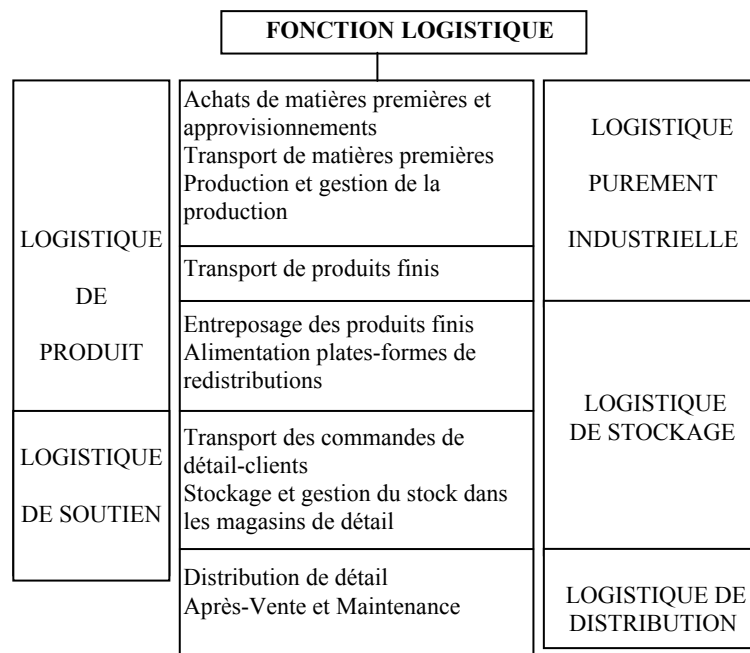 FONCTION LOGISTIQUE
LOGISTIQUE
DE
PRODUIT
LOGISTIQUE
DE SOUTIEN
Achats de matières premières et
approvisionnements
Transport de matières premières
Production et gestion de la
production
Transport de produits finis
Entreposage des produits finis
Alimentation plates-formes de
redistributions
Transport des commandes de
détail-clients
Stockage et gestion du stock dans
les magasins de détail
Distribution de détail
Après-Vente et Maintenance
LOGISTIQUE
PUREMENT
INDUSTRIELLE
LOGISTIQUE
DE STOCKAGE
LOGISTIQUE DE
DISTRIBUTION